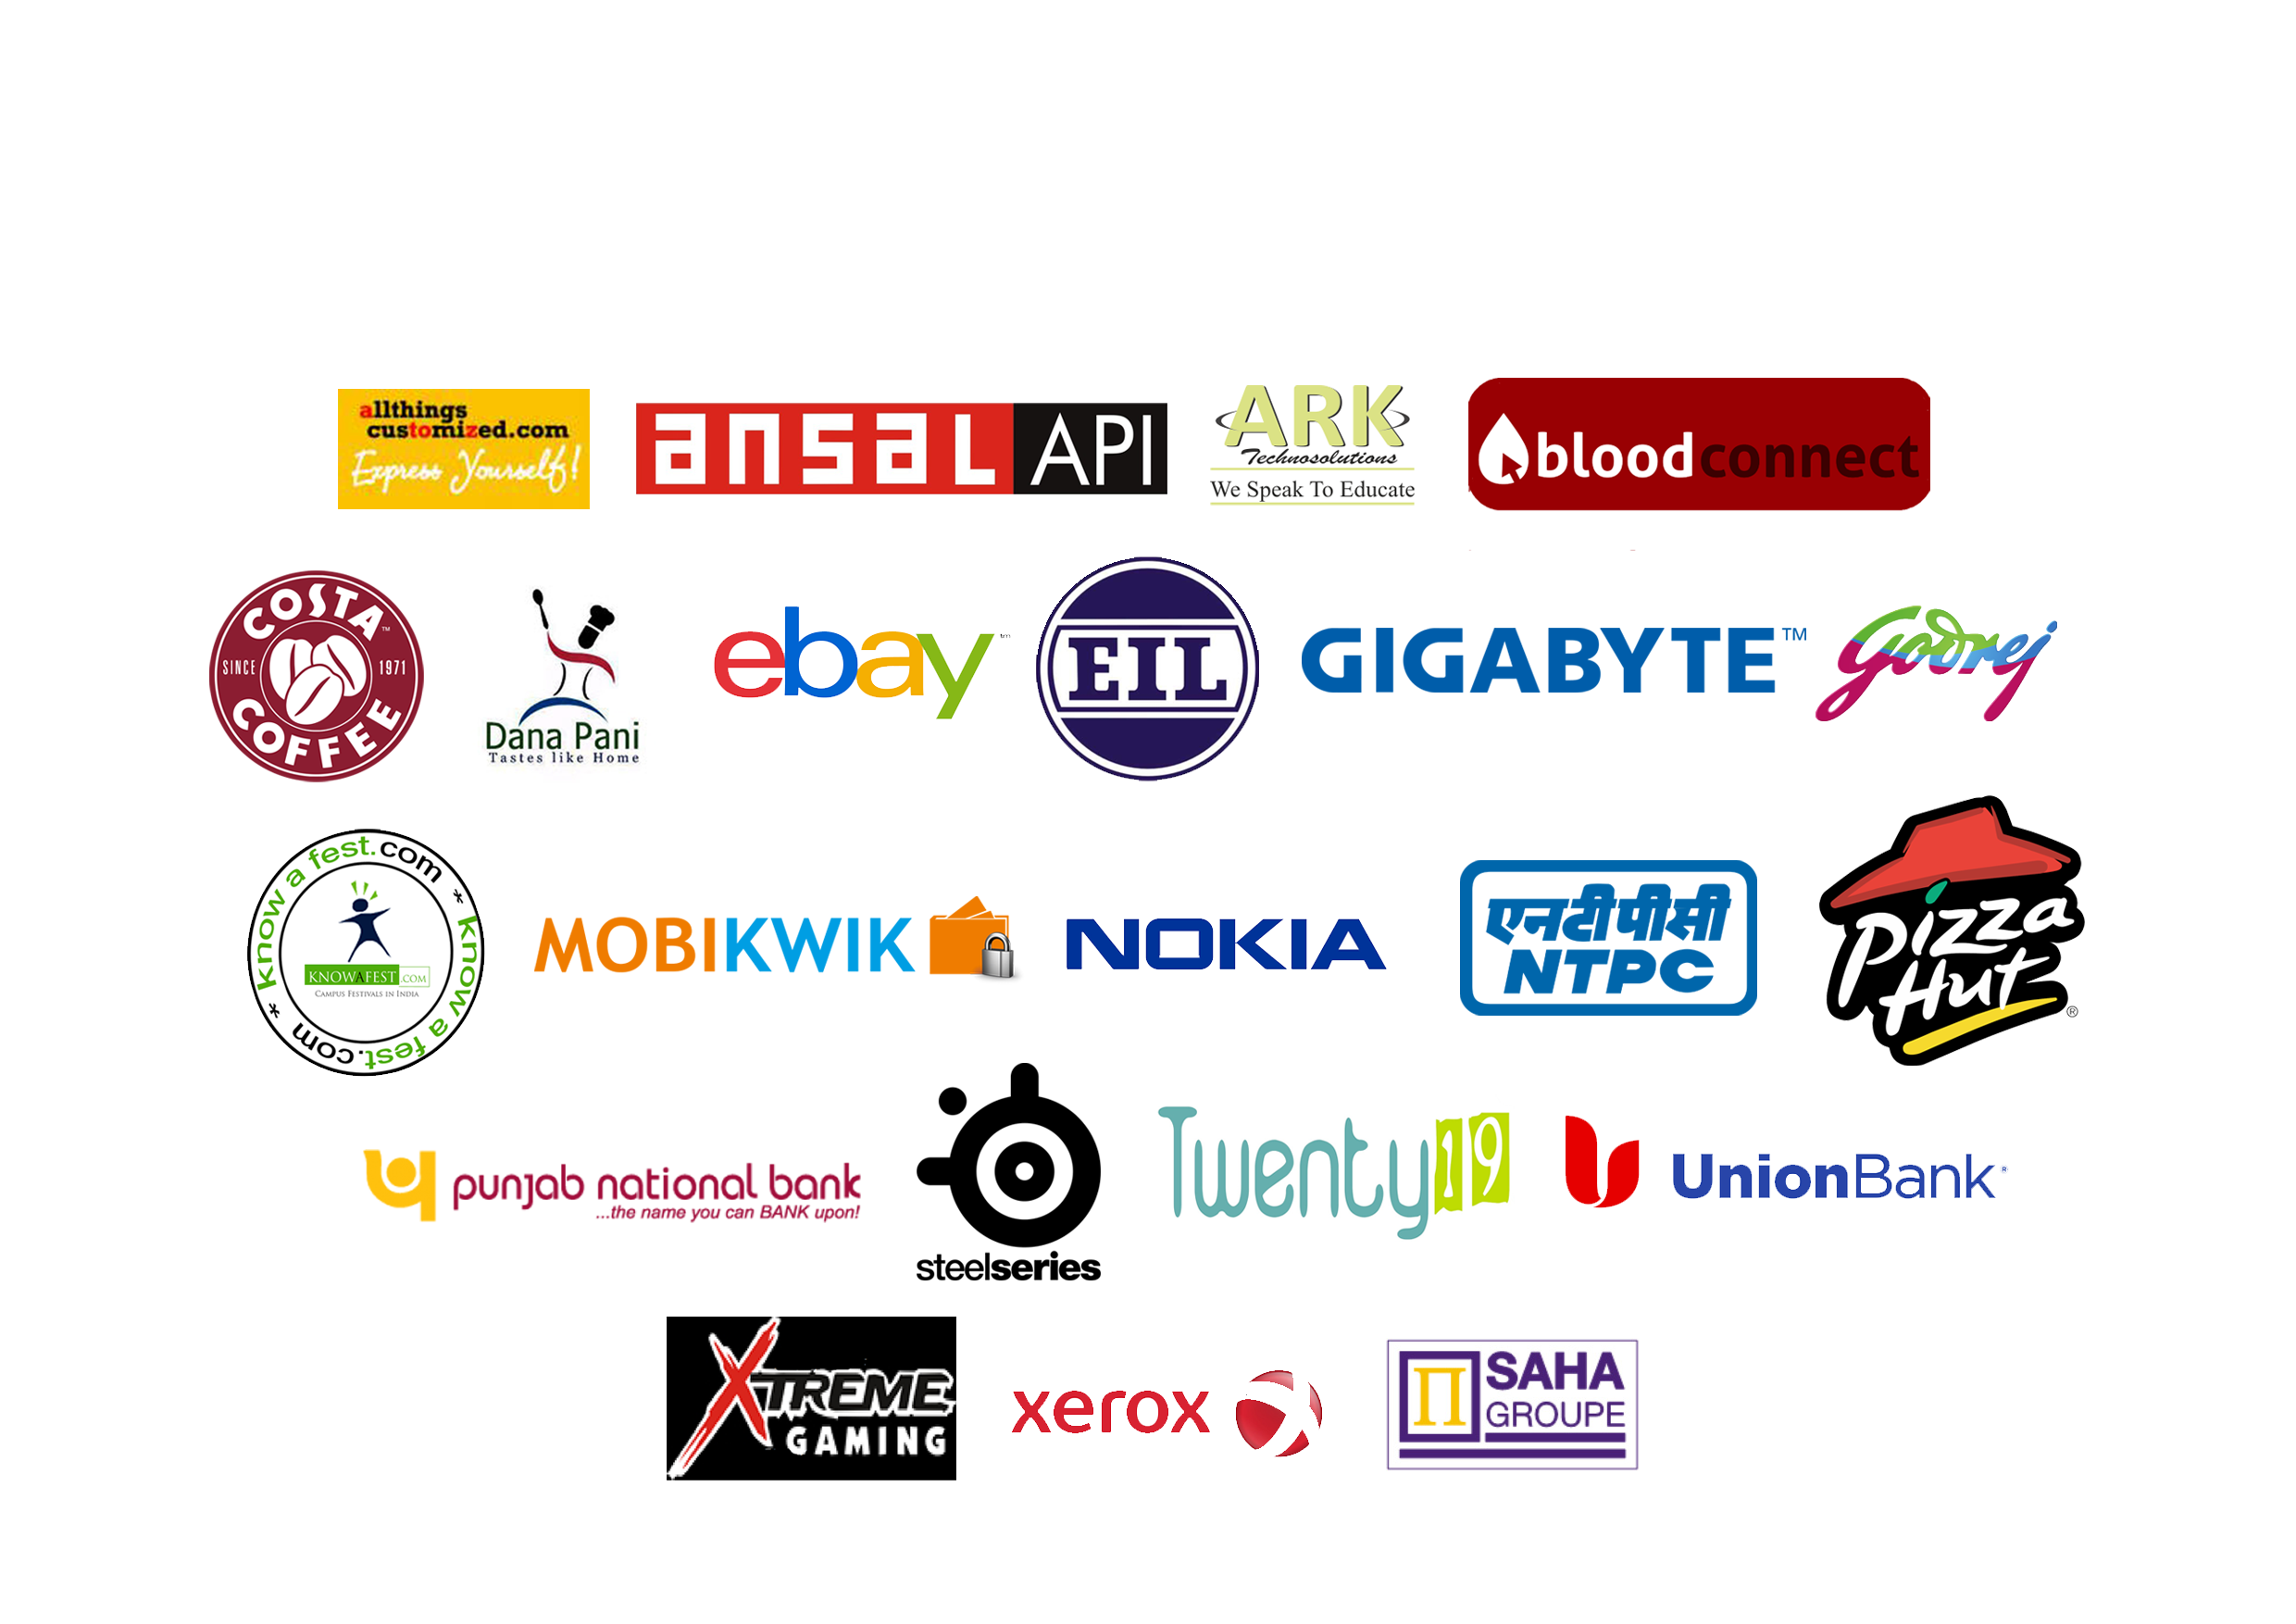 allthings
customized.com
Express Yourself!
ansal API
ARK
Technosolutions
We Speak To Educate
bloodconnect
COSTA ™
SINCE 1971
COFFEE
Dana Pani
Tastes like Home
ebay™
EIL
GIGABYTE™
Godrej
know a fest.com * know a fest.com *
KNOWAFEST.COM
CAMPUS FESTIVALS IN INDIA
MOBIKWIK
NOKIA
एनटीपीसी
NTPC
Pizza
Hut®
punjab national bank
...the name you can BANK upon!
steelseries
Twenty19
UnionBank®
XTREME
GAMING
xerox
SAHA
GROUPE